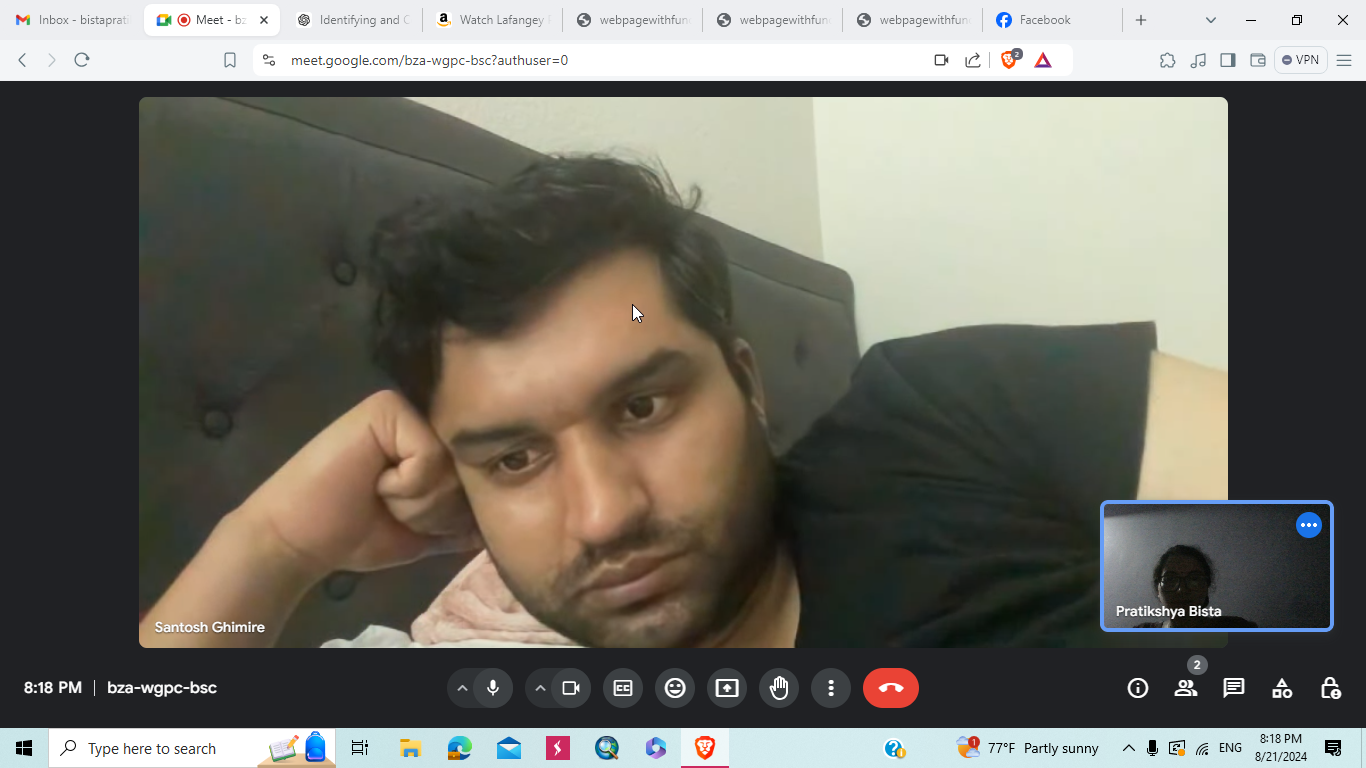 Inbox - bistaprati
Meet - bz
Identifying and C
Watch Lafangey
webpagewithfun
webpagewithfun
webpagewithfun
Facebook
meet.google.com/bza-wgpc-bsc?authuser=0
2
VPN
Santosh Ghimire
Pratikshya Bista
8:18 PM | bza-wgpc-bsc
CC
2
Type here to search
1
77°F Partly sunny
ENG
8:18 PM
8/21/2024